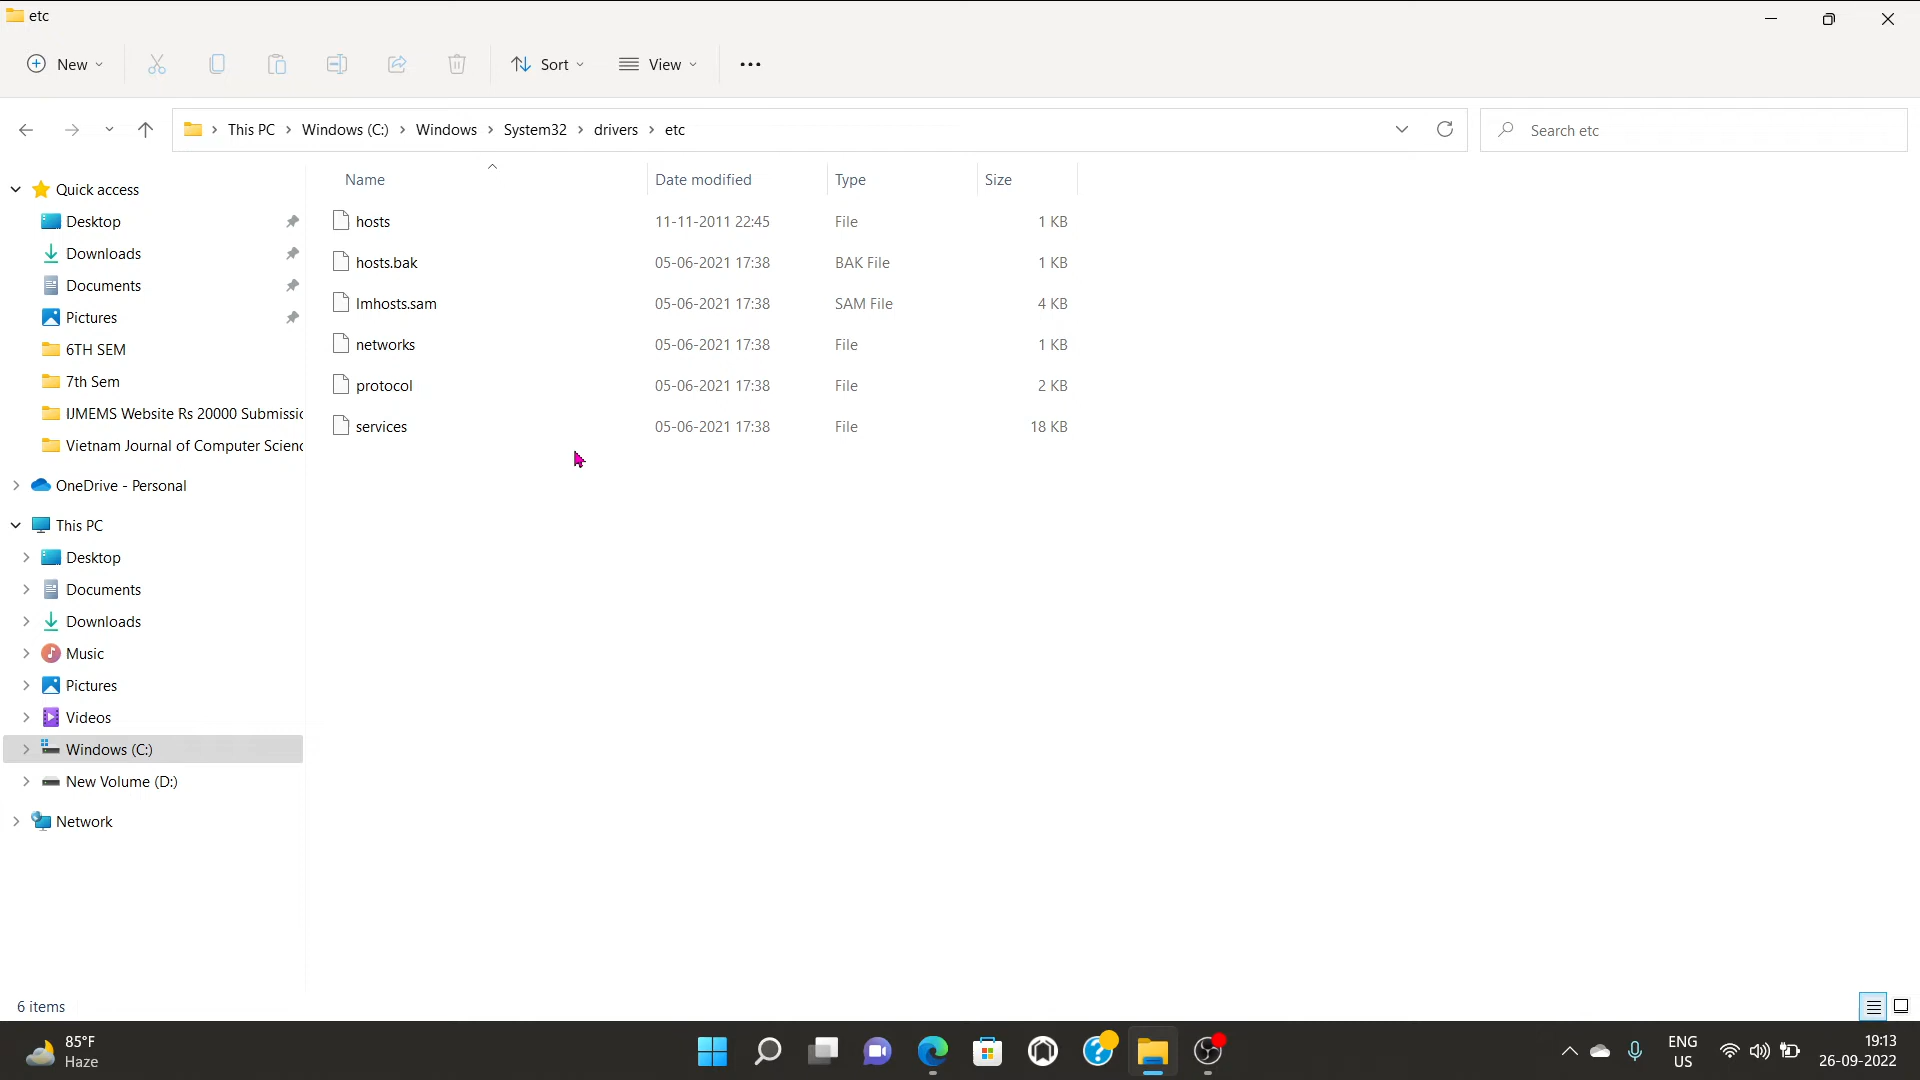 etc
New
Sort
View
This PC > Windows (C:) > Windows > System32 > drivers > etc
Search etc
Name Date modified Type Size
hosts 11-11-2011 22:45 File 1 KB
hosts.bak 05-06-2021 17:38 BAK File 1 KB
lmhosts.sam 05-06-2021 17:38 SAM File 4 KB
networks 05-06-2021 17:38 File 1 KB
protocol 05-06-2021 17:38 File 2 KB
services 05-06-2021 17:38 File 18 KB
Quick access
Desktop
Downloads
Documents
Pictures
6TH SEM
7th Sem
IJMEMS Website Rs 20000 Submissic
Vietnam Journal of Computer Scienc
OneDrive - Personal
This PC
Desktop
Documents
Downloads
Music
Pictures
Videos
Windows (C:)
New Volume (D:)
Network
6 items
85°F
Haze
ENG
US
19:13
26-09-2022